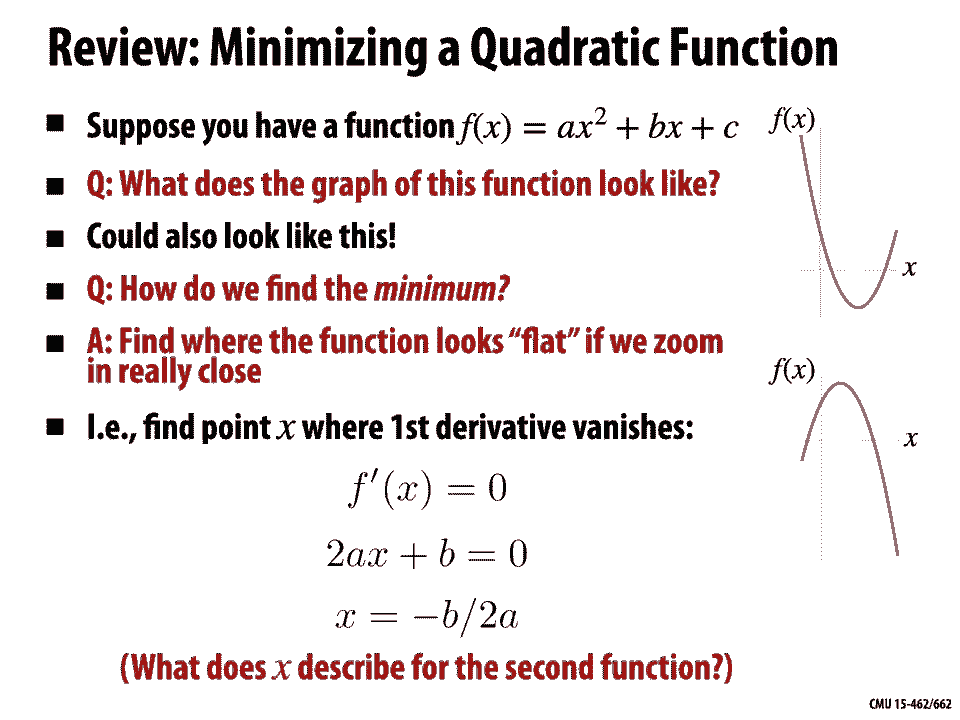 Review: Minimizing a Quadratic Function
■ Suppose you have a function f(x) = ax² + bx + c
■ Q: What does the graph of this function look like?
■ Could also look like this!
■ Q: How do we find the minimum?
■ A: Find where the function looks “flat” if we zoom
in really close
■ I.e., find point x where 1st derivative vanishes:
f′(x) = 0
2ax + b = 0
x = −b/2a
(What does x describe for the second function?)
f(x)
x
f(x)
x
CMU 15-462/662